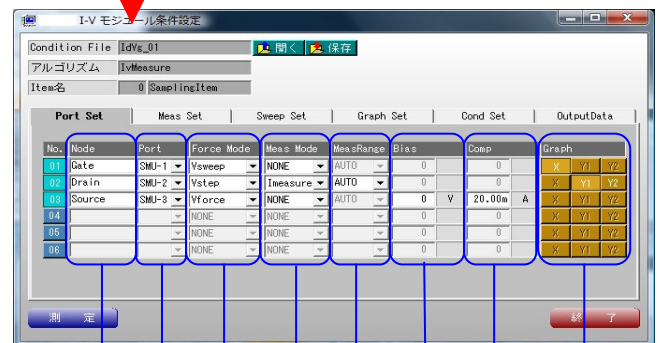 I-V モジュール条件設定
Condition File IdVg_01 開く 保存
アルゴリズム IvMeasure
Item名 0 SamplingItem
Port Set Meas Set Sweep Set Graph Set Cond Set OutputData
No. Node Port Force Mode Meas Mode MeasRange Bias Comp Graph
01 Gate SMU-1 Vsweep NONE AUTO 0 0 X Y1 Y2
02 Drain SMU-2 Vstep Imeasure AUTO 0 0 X Y1 Y2
03 Source SMU-3 Vforce NONE AUTO 0 V 20.00m A X Y1 Y2
04 NONE NONE 0 0 X Y1 Y2
05 NONE NONE 0 0 X Y1 Y2
06 NONE NONE 0 0 X Y1 Y2
測 定 終 了